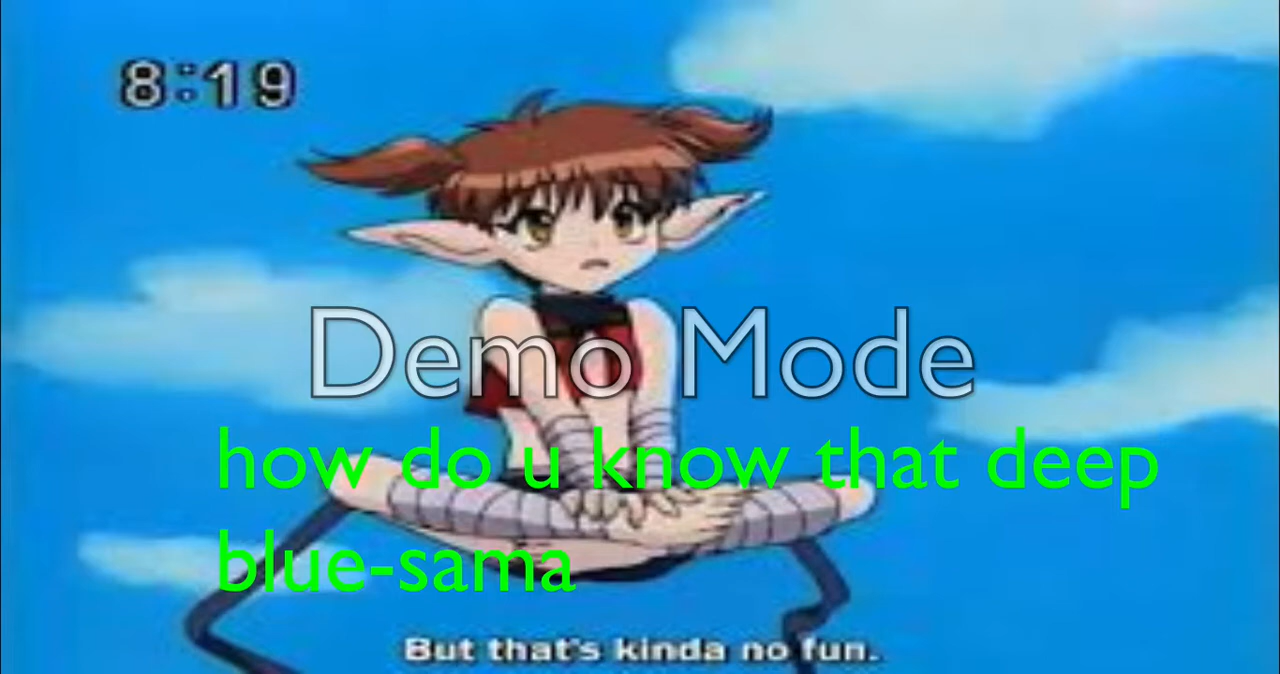 8:19
Demo Mode
how do u know that deep
blue-sama
But that's kinda no fun.